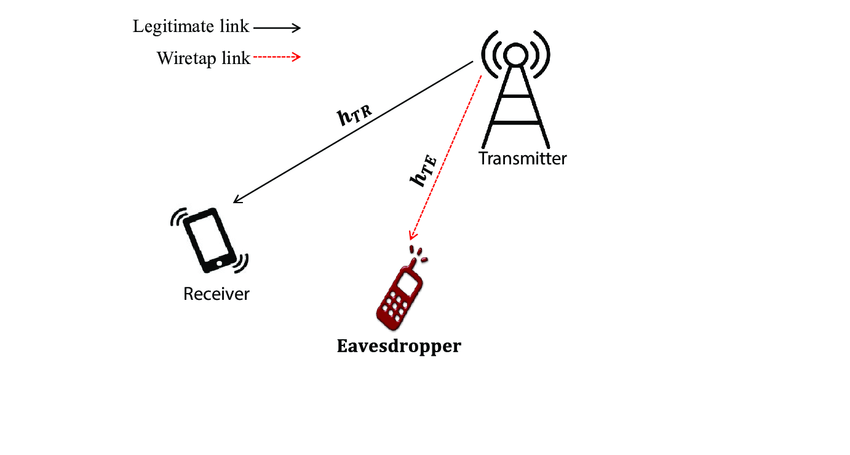 Legitimate link
Wiretap link
h_TR
Transmitter
h_TE
Receiver
Eavesdropper